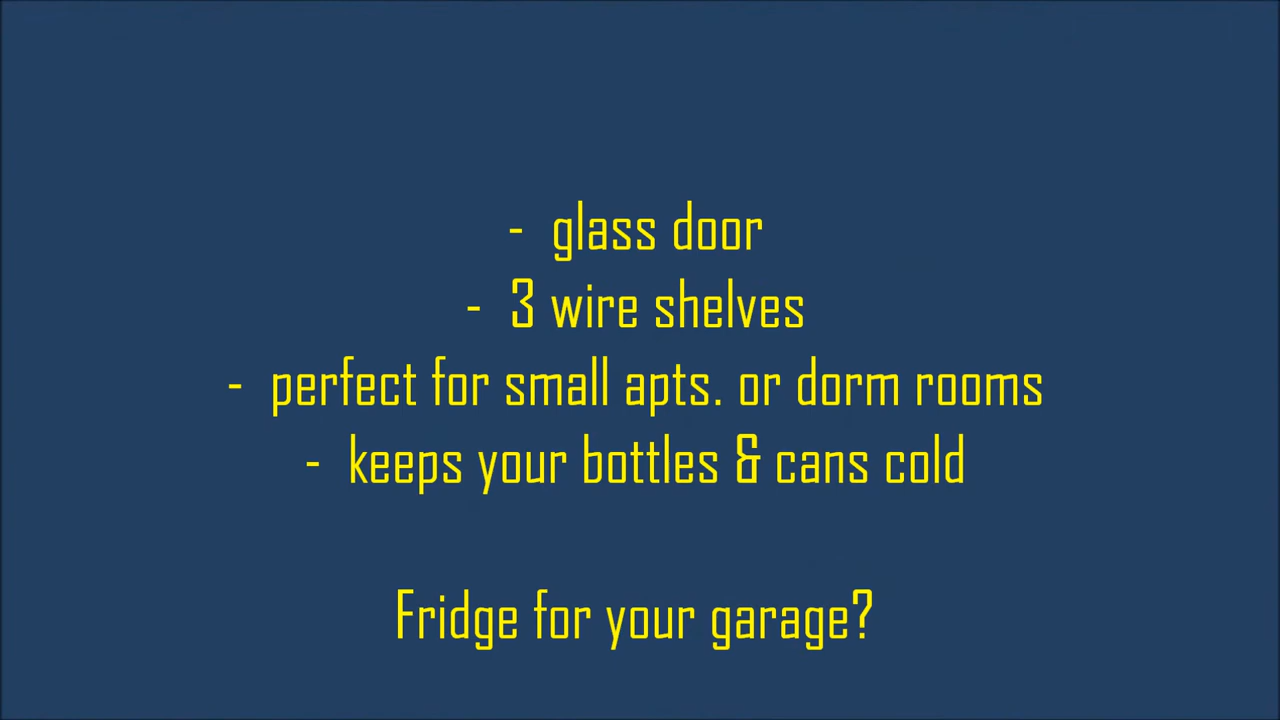 - glass door
- 3 wire shelves
- perfect for small apts. or dorm rooms
- keeps your bottles & cans cold
Fridge for your garage?